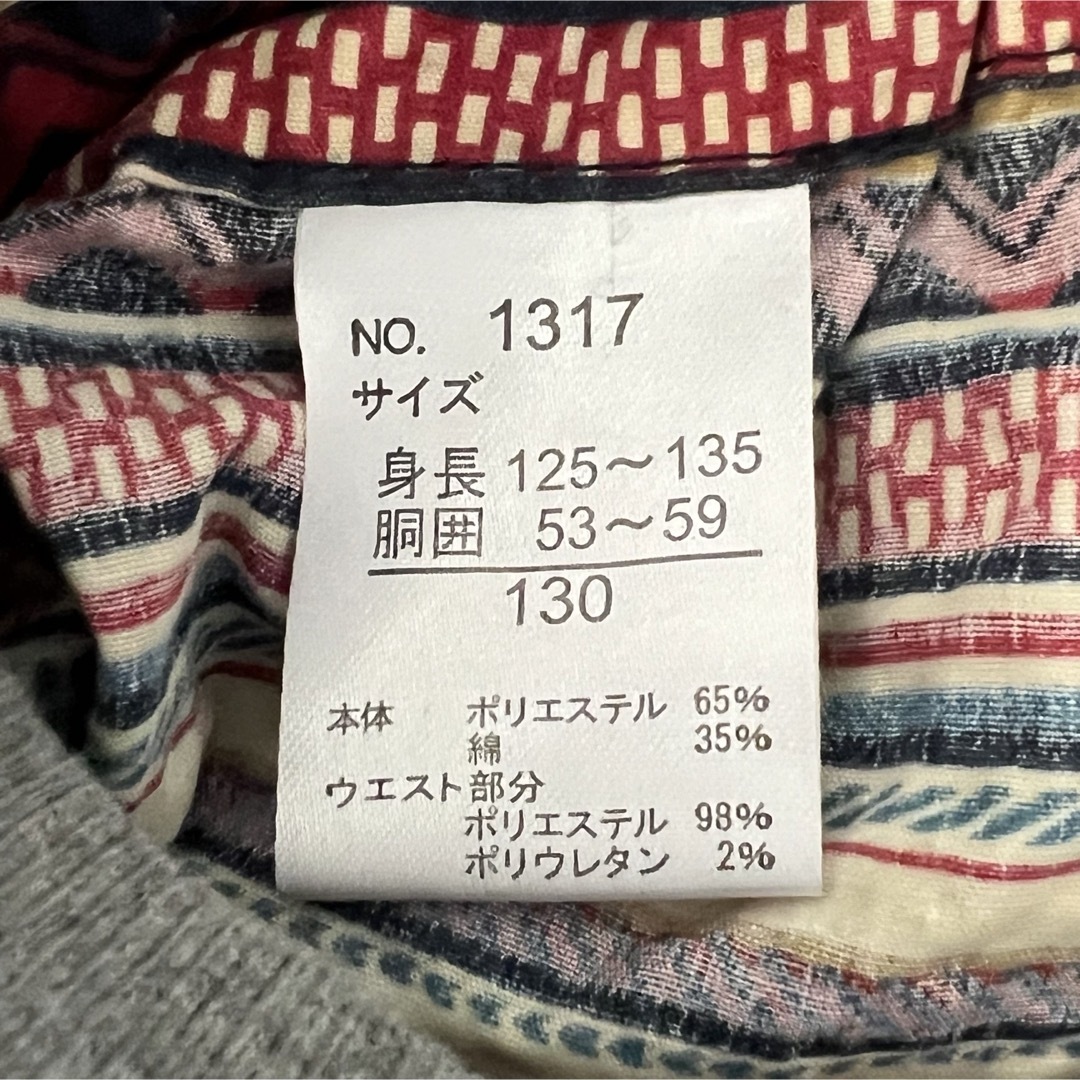 NO. 1317
サイズ
身長 125～135
胴囲 53～59
130
本体 ポリエステル 65%
綿 35%
ウエスト部分
ポリエステル 98%
ポリウレタン 2%